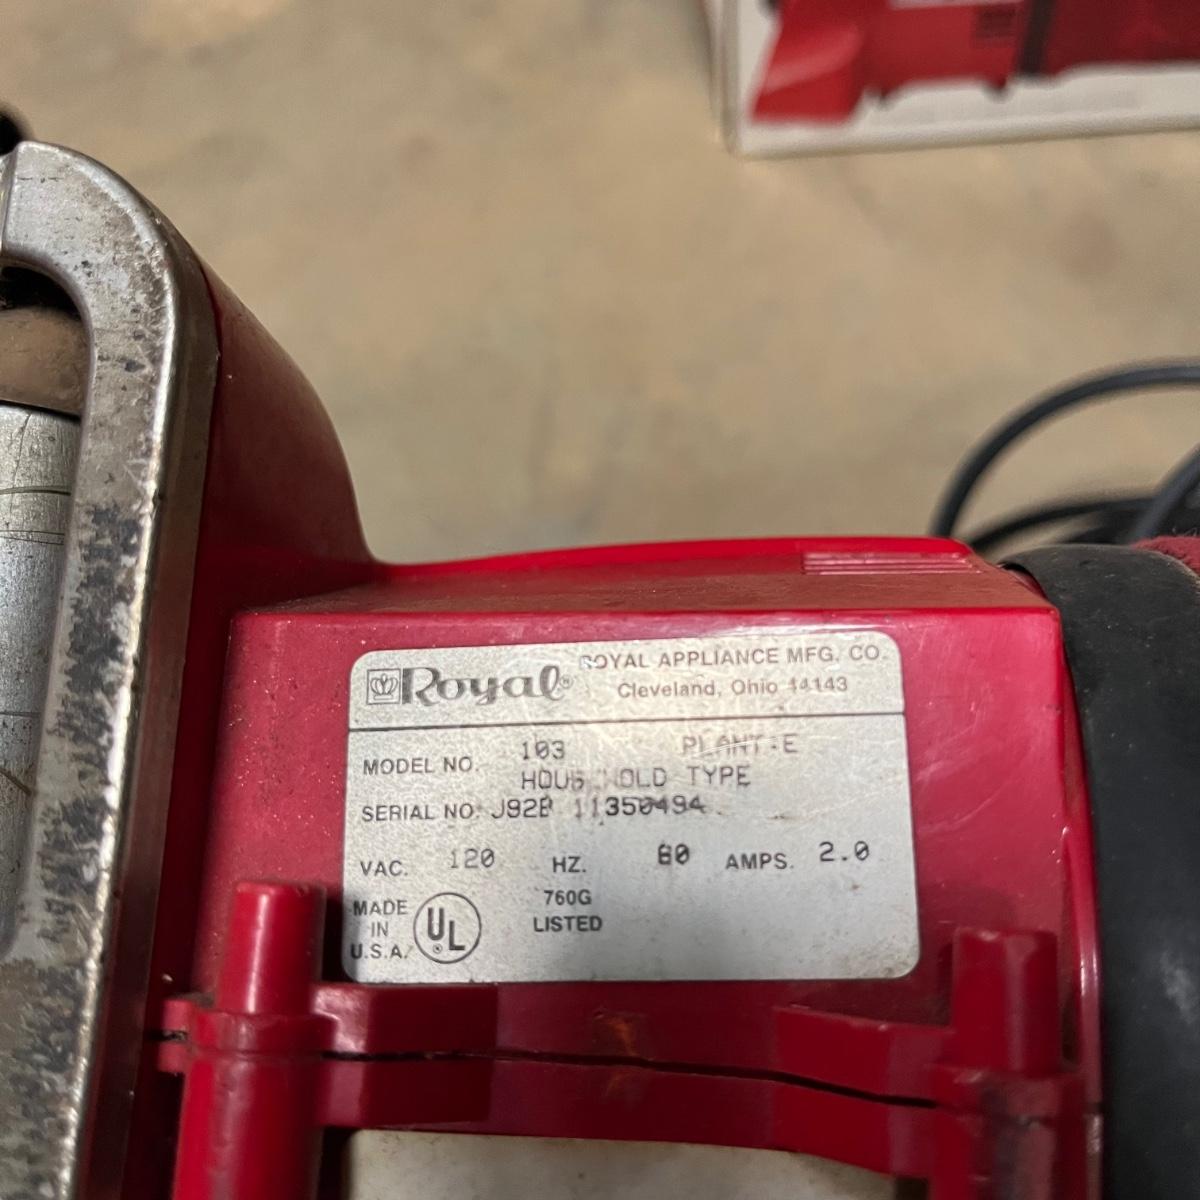 Royal®
ROYAL APPLIANCE MFG. CO.
Cleveland, Ohio 44143
MODEL NO. 103 PLANT-E
HOUSEHOLD TYPE
SERIAL NO. J92B 11350494
VAC. 120 HZ. 60 AMPS. 2.0
MADE IN U.S.A.
UL®
760G
LISTED